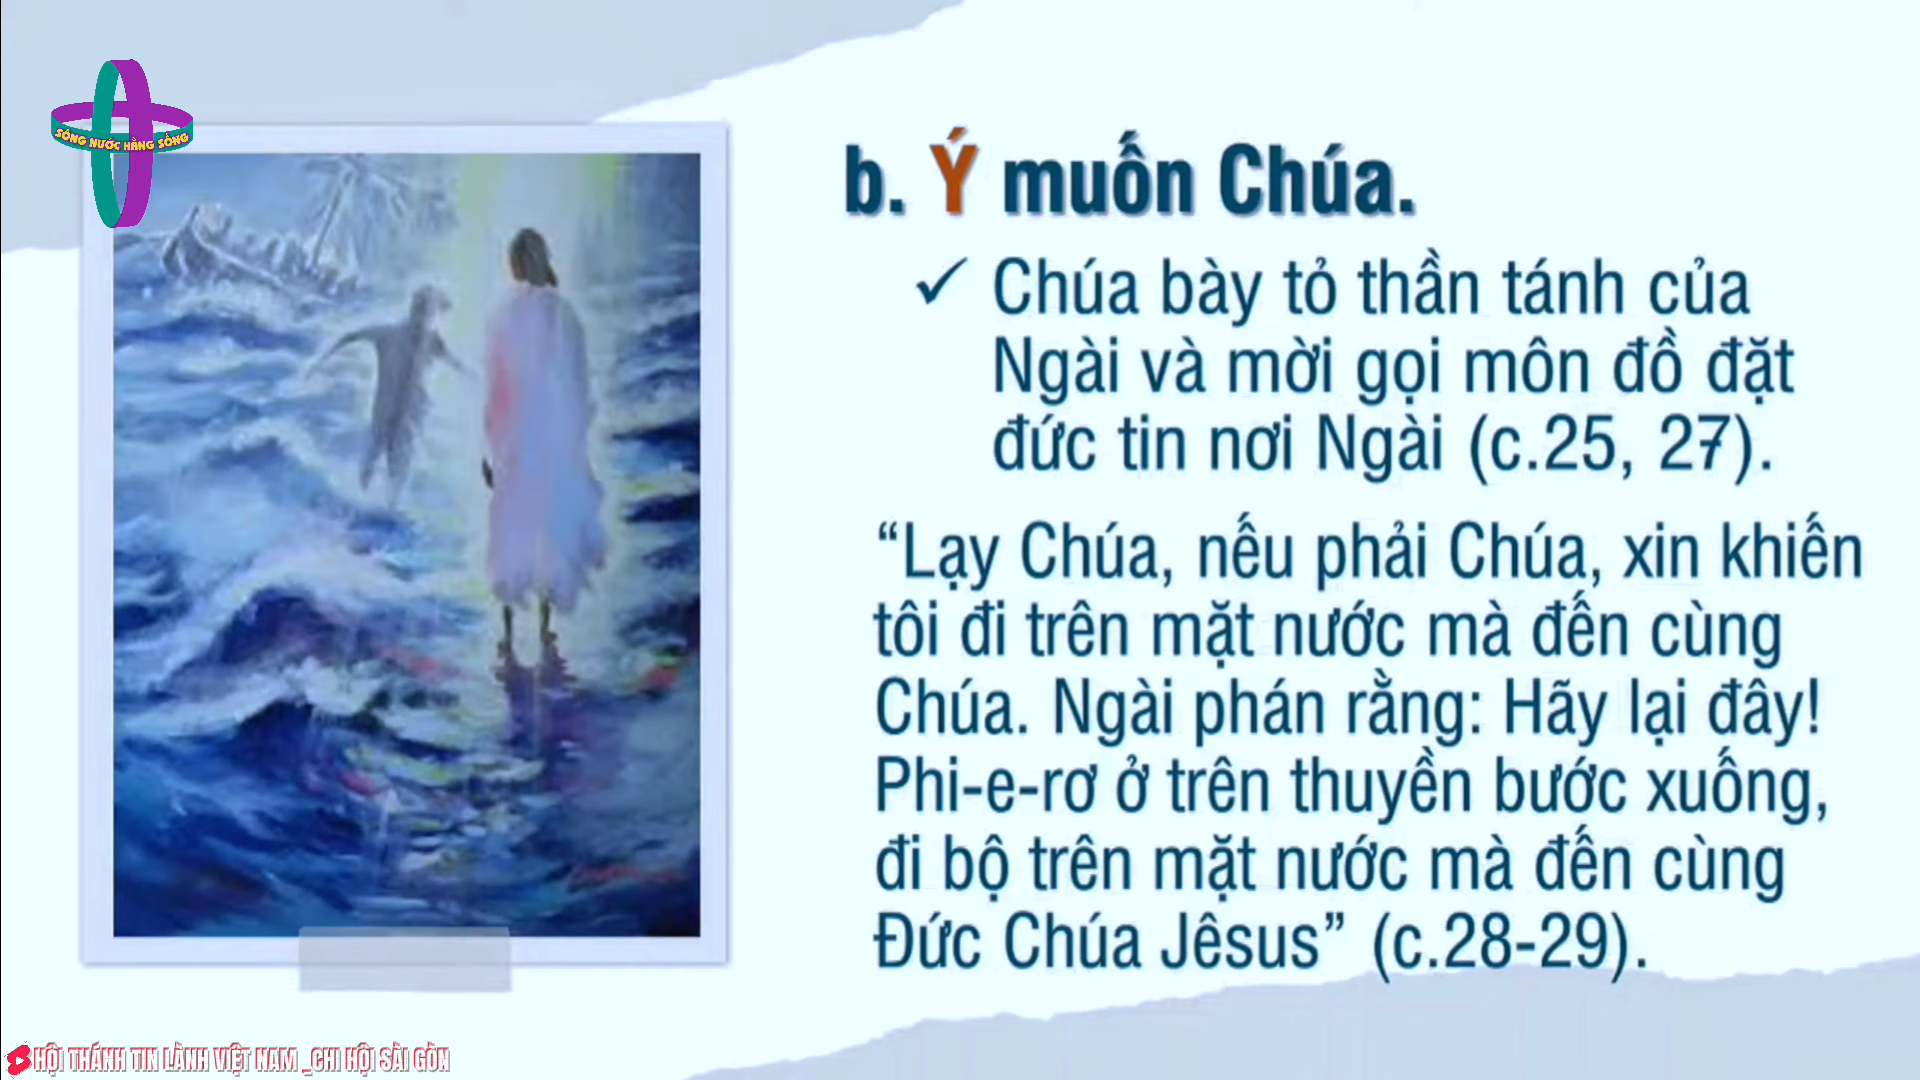 SÔNG NƯỚC HẰNG SỐNG
b. Ý muốn Chúa.
✓ Chúa bày tỏ thần tánh của
Ngài và mời gọi môn đồ đặt
đức tin nơi Ngài (c.25, 27).
“Lạy Chúa, nếu phải Chúa, xin khiến
tôi đi trên mặt nước mà đến cùng
Chúa. Ngài phán rằng: Hãy lại đây!
Phi-e-rơ ở trên thuyền bước xuống,
đi bộ trên mặt nước mà đến cùng
Đức Chúa Jêsus” (c.28-29).
HỘI THÁNH TIN LÀNH VIỆT NAM _CHI HỘI SÀI GÒN